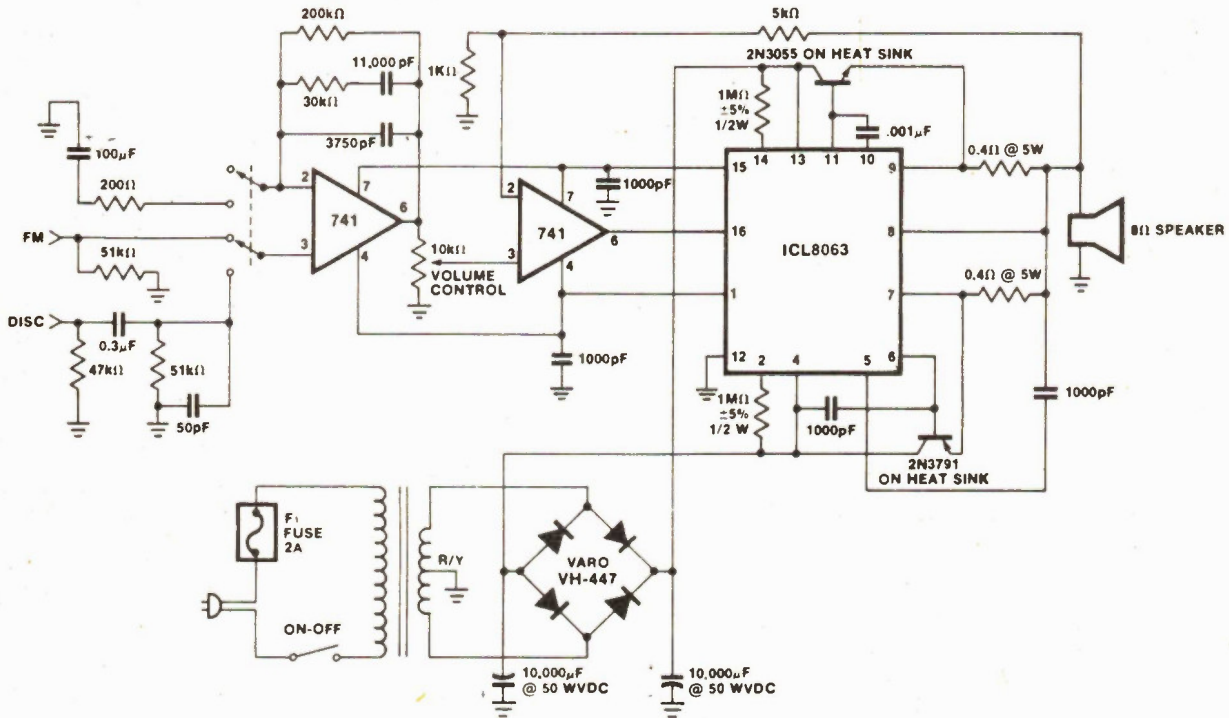 200kΩ
5kΩ
2N3055 ON HEAT SINK
11,000 pF
1KΩ
30kΩ
1MΩ
±5%
1/2W
.001µF
3750pF
100µF
14
13
11
10
0.4Ω @ 5W
200Ω
2
7
6
741
3
4
15
1000pF
9
2
7
741
6
3
4
16
ICL8063
8
8Ω SPEAKER
FM
51kΩ
10kΩ
VOLUME
CONTROL
0.4Ω @ 5W
1
7
DISC
0.3µF
47kΩ
51kΩ
50pF
1000pF
12
2
4
5
6
1MΩ
±5%
1/2 W
1000pF
1000pF
2N3791
ON HEAT SINK
F1
FUSE
2A
R/Y
VARO
VH-447
ON-OFF
10,000µF
@ 50 WVDC
10,000µF
@ 50 WVDC